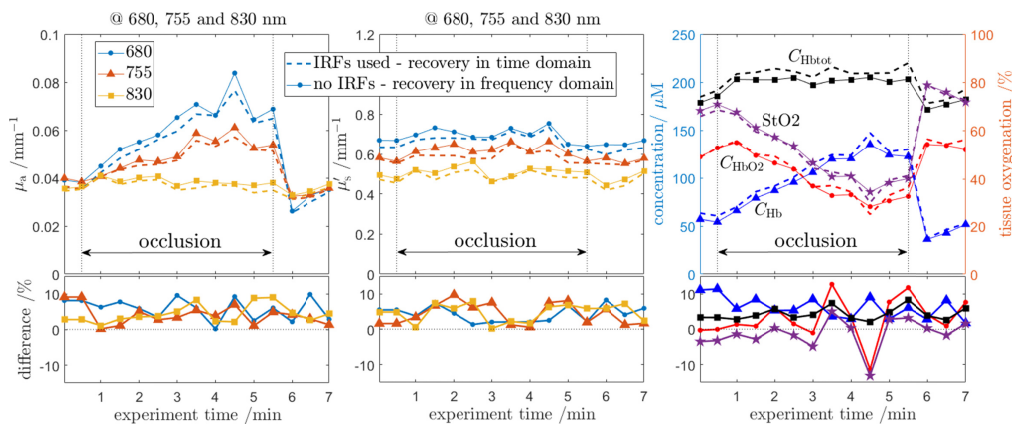 @ 680, 755 and 830 nm
@ 680, 755 and 830 nm
0.1
0.08
0.06
0.04
0.02
0
μa /mm−1
680
755
830
occlusion
1.2
1
0.8
0.6
0.4
0.2
0
μ′s /mm−1
IRFs used - recovery in time domain
no IRFs - recovery in frequency domain
occlusion
250
200
150
100
50
0
concentration/ μM
CHbtot
StO2
CHbO2
CHb
occlusion
100
80
60
40
20
0
tissue oxygenation /%
10
0
-10
difference /%
1 2 3 4 5 6 7
experiment time /min
10
0
-10
1 2 3 4 5 6 7
experiment time /min
10
0
-10
1 2 3 4 5 6 7
experiment time /min